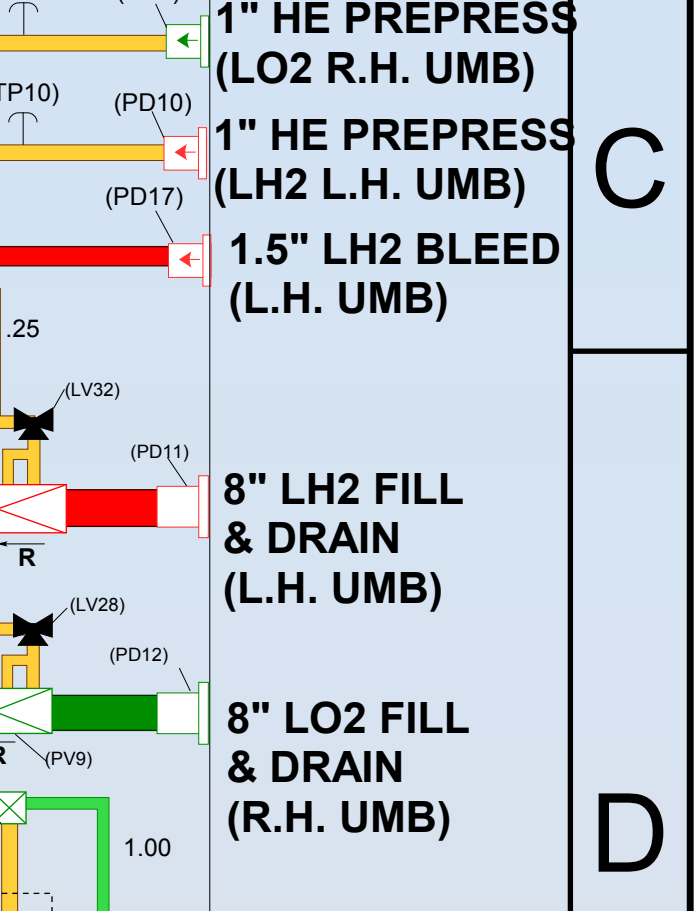 1" HE PREPRESS
(LO2 R.H. UMB)
TP10)
(PD10)
1" HE PREPRESS
(LH2 L.H. UMB)
C
(PD17)
1.5" LH2 BLEED
(L.H. UMB)
.25
(LV32)
(PD11)
8" LH2 FILL
& DRAIN
(L.H. UMB)
R
(LV28)
(PD12)
8" LO2 FILL
& DRAIN
(R.H. UMB)
R
(PV9)
1.00
D